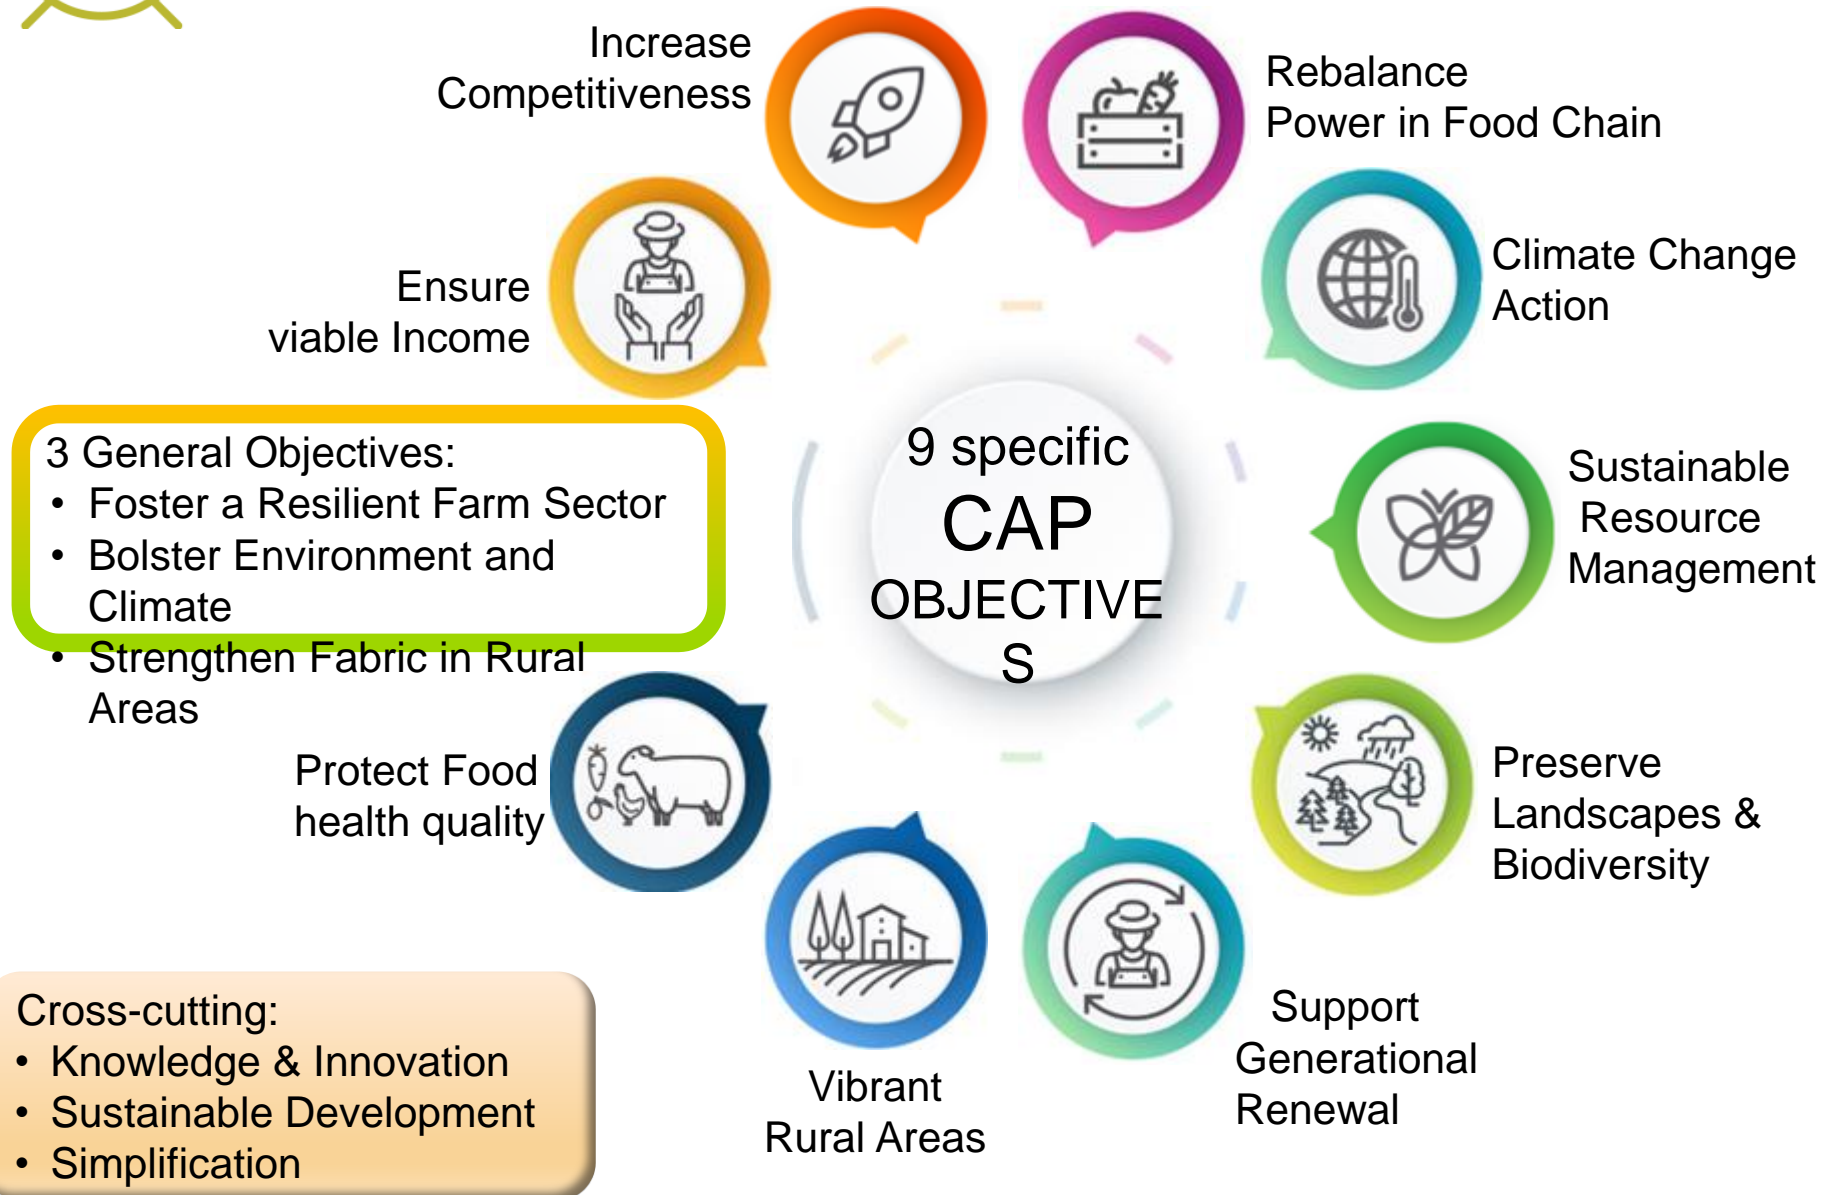 Increase
Competitiveness
Rebalance
Power in Food Chain
Ensure
viable Income
Climate Change
Action
3 General Objectives:
• Foster a Resilient Farm Sector
• Bolster Environment and
Climate
• Strengthen Fabric in Rural
Areas
9 specific
CAP
OBJECTIVE
S
Sustainable
Resource
Management
Protect Food
health quality
Preserve
Landscapes &
Biodiversity
Cross-cutting:
• Knowledge & Innovation
• Sustainable Development
• Simplification
Vibrant
Rural Areas
Support
Generational
Renewal